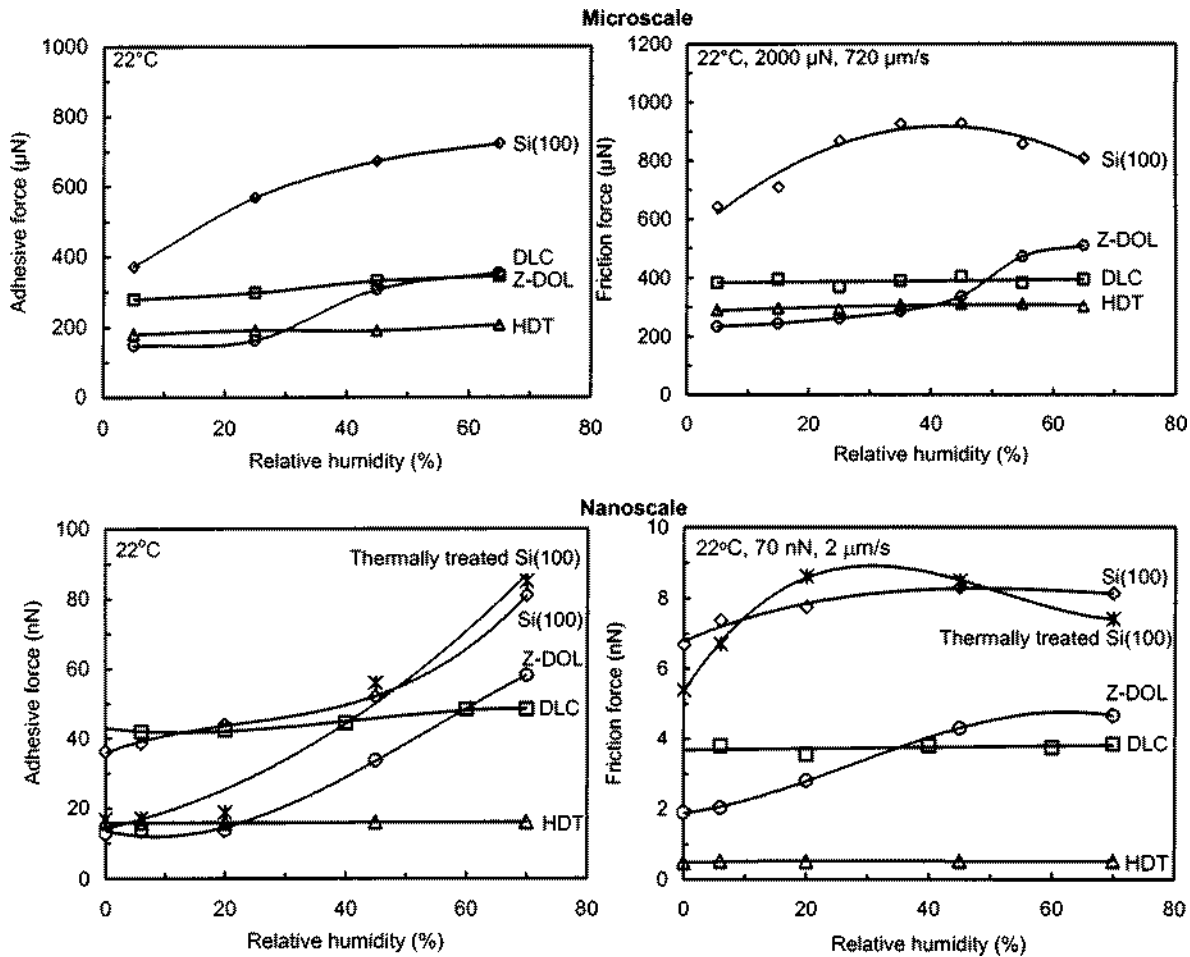 Microscale
1000
800
600
400
200
0
Adhesive force (µN)
22°C
Si(100)
DLC
Z-DOL
HDT
0 20 40 60 80
Relative humidity (%)
1200
1000
800
600
400
200
0
Friction force (µN)
22°C, 2000 µN, 720 µm/s
Si(100)
Z-DOL
DLC
HDT
0 20 40 60 80
Relative humidity (%)
Nanoscale
100
80
60
40
20
0
Adhesive force (nN)
22°C
Thermally treated Si(100)
Si(100)
Z-DOL
DLC
HDT
0 20 40 60 80
Relative humidity (%)
10
8
6
4
2
0
Friction force (nN)
22°C, 70 nN, 2 µm/s
Si(100)
Thermally treated Si(100)
Z-DOL
DLC
HDT
0 20 40 60 80
Relative humidity (%)